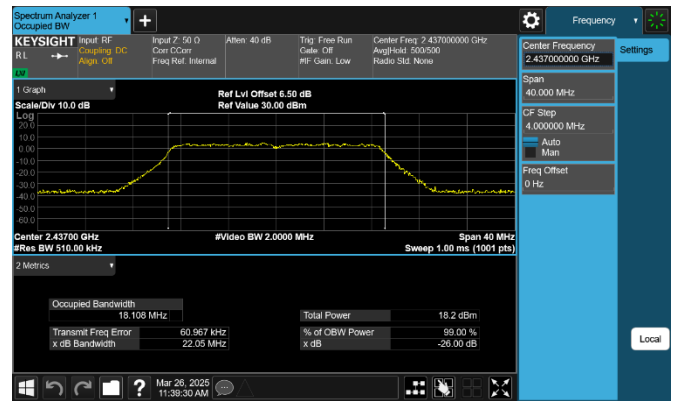 Spectrum Analyzer 1
Occupied BW
+
Frequency
KEYSIGHT Input: RF
R L
Coupling: DC
Align: Off
Input Z: 50 Ω
Corr CCorr
Freq Ref: Internal
Atten: 40 dB
Trig: Free Run
Gate: Off
#IF Gain: Low
Center Freq: 2.437000000 GHz
Avg|Hold: 500/500
Radio Std: None
LV
Center Frequency
2.437000000 GHz
Settings
Span
40.000 MHz
CF Step
4.000000 MHz
Auto
Man
Freq Offset
0 Hz
Local
1 Graph
Scale/Div 10.0 dB
Ref Lvl Offset 6.50 dB
Ref Value 30.00 dBm
Log
20.0
10.0
0.00
-10.0
-20.0
-30.0
-40.0
-50.0
-60.0
Center 2.43700 GHz
#Res BW 510.00 kHz
#Video BW 2.0000 MHz
Span 40 MHz
Sweep 1.00 ms (1001 pts)
2 Metrics
Occupied Bandwidth
18.108 MHz
Transmit Freq Error 60.967 kHz
x dB Bandwidth 22.05 MHz
Total Power 18.2 dBm
% of OBW Power 99.00 %
x dB -26.00 dB
?
Mar 26, 2025
11:39:30 AM